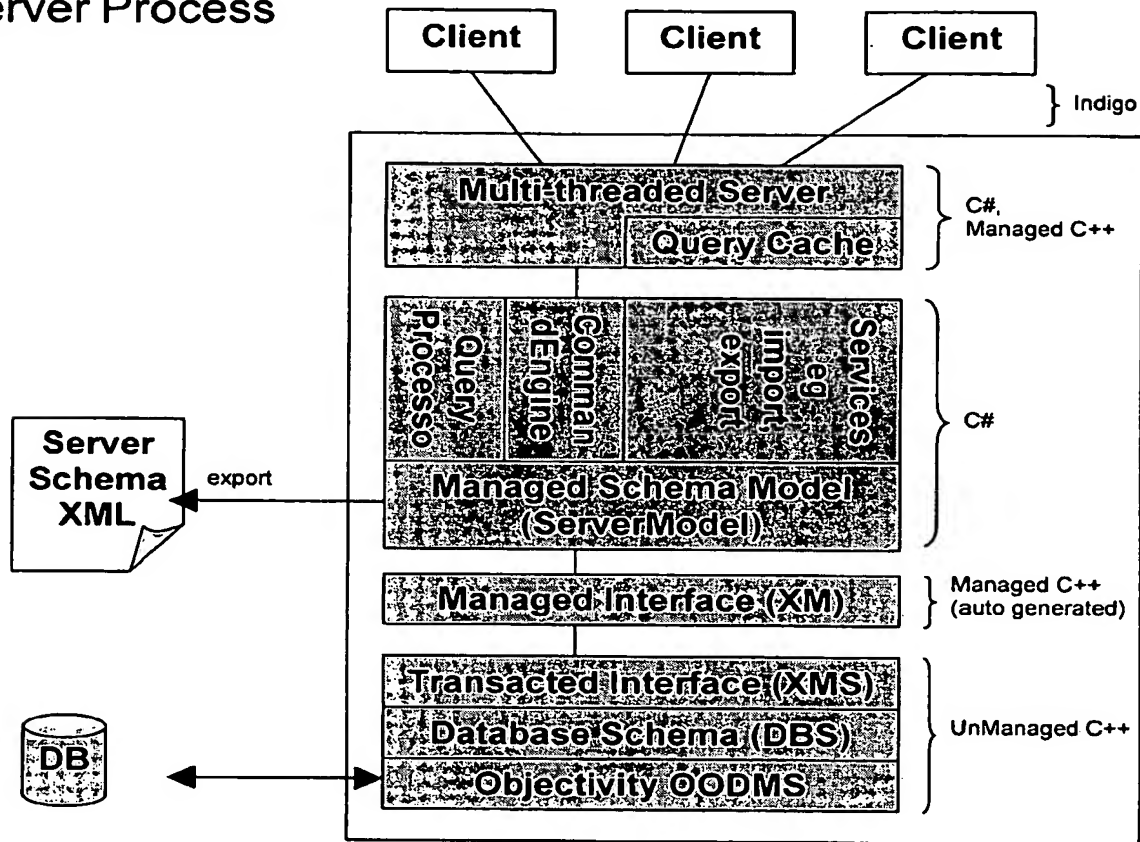 erver Process
Client
Client
Client
} Indigo
Multi-threaded Server
Query Cache
C#,
Managed C++
Query
Processo
Comman
dEngine
Services
eg
import,
export
C#
Managed Schema Model
(ServerModel)
Server
Schema
XML
export
Managed Interface (XM)
Managed C++
(auto generated)
Transacted Interface (XMS)
Database Schema (DBS)
Objectivity OODMS
UnManaged C++
DB